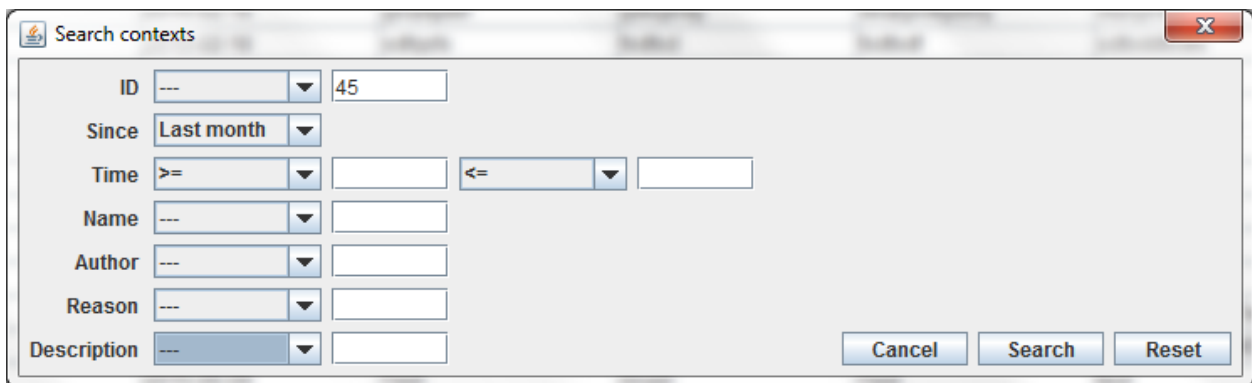 Search contexts
ID --- 45
Since Last month
Time >= <=
Name ---
Author ---
Reason ---
Description --- Cancel Search Reset